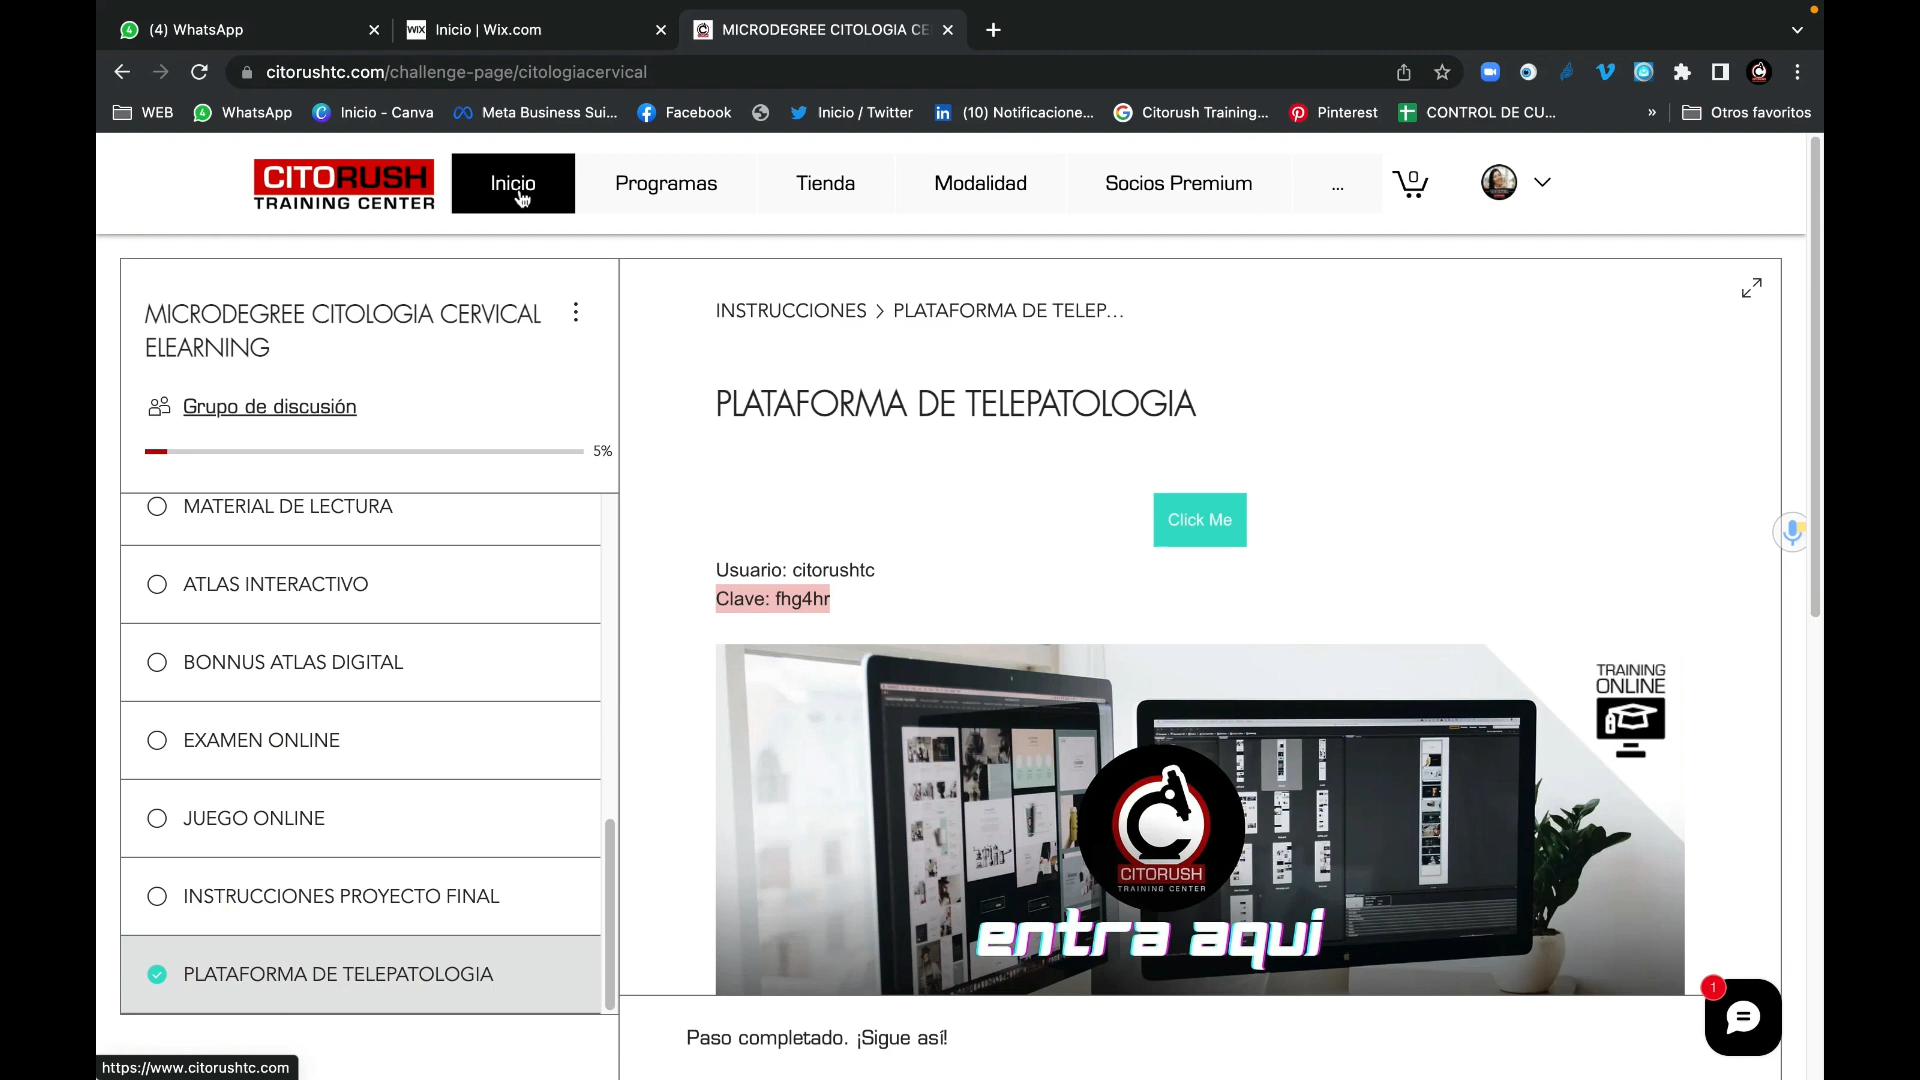 (4) WhatsApp
Inicio | Wix.com
MICRODEGREE CITOLOGIA CE
citorushtc.com/challenge-page/citologiacervical
WEB
WhatsApp
Inicio - Canva
Meta Business Sui...
Facebook
Inicio / Twitter
(10) Notificacione...
Citorush Training...
Pinterest
CONTROL DE CU...
»
Otros favoritos
CITORUSH
TRAINING CENTER
Inicio
Programas
Tienda
Modalidad
Socios Premium
...
0
MICRODEGREE CITOLOGIA CERVICAL
ELEARNING
Grupo de discusión
5%
MATERIAL DE LECTURA
ATLAS INTERACTIVO
BONNUS ATLAS DIGITAL
EXAMEN ONLINE
JUEGO ONLINE
INSTRUCCIONES PROYECTO FINAL
PLATAFORMA DE TELEPATOLOGIA
INSTRUCCIONES > PLATAFORMA DE TELEP...
PLATAFORMA DE TELEPATOLOGIA
Click Me
Usuario: citorushtc
Clave: fhg4hr
TRAINING
ONLINE
CITORUSH
TRAINING CENTER
entra aqui
1
Paso completado. ¡Sigue así!
https://www.citorushtc.com